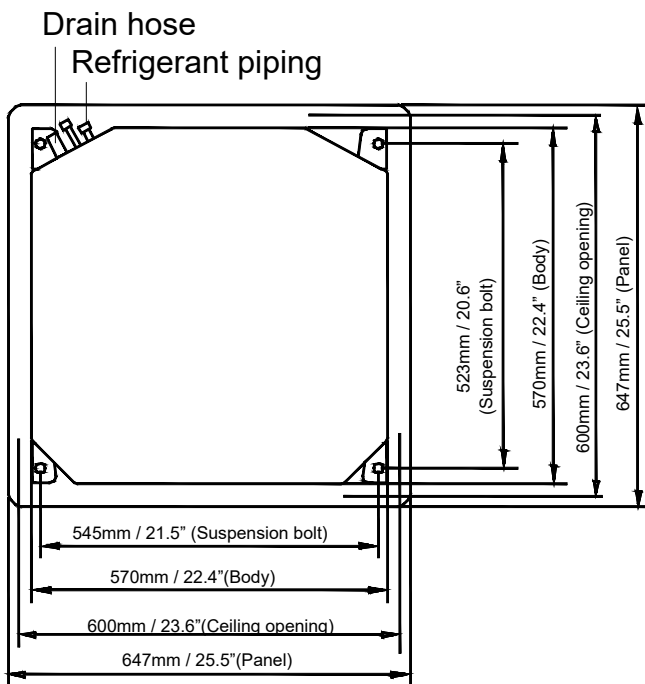 Drain hose
Refrigerant piping
523mm / 20.6”
(Suspension bolt)
570mm / 22.4” (Body)
600mm / 23.6” (Ceiling opening)
647mm / 25.5” (Panel)
545mm / 21.5” (Suspension bolt)
570mm / 22.4”(Body)
600mm / 23.6”(Ceiling opening)
647mm / 25.5”(Panel)